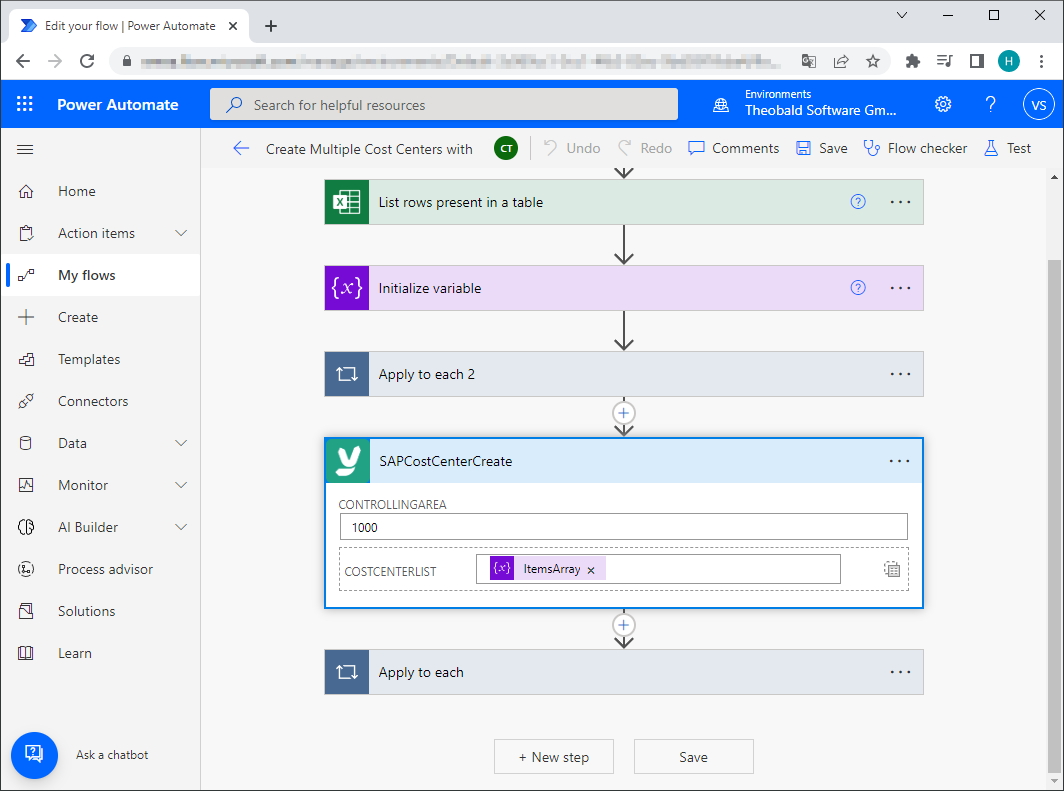 Edit your flow | Power Automate
H
Power Automate
Search for helpful resources
Environments
Theobald Software Gm...
?
VS
Create Multiple Cost Centers with
CT
Undo
Redo
Comments
Save
Flow checker
Test
Home
Action items
My flows
Create
Templates
Connectors
Data
Monitor
AI Builder
Process advisor
Solutions
Learn
Ask a chatbot
List rows present in a table
?
{x}
Initialize variable
?
Apply to each 2
SAPCostCenterCreate
CONTROLLINGAREA
1000
COSTCENTERLIST
{x} ItemsArray ×
Apply to each
+ New step
Save